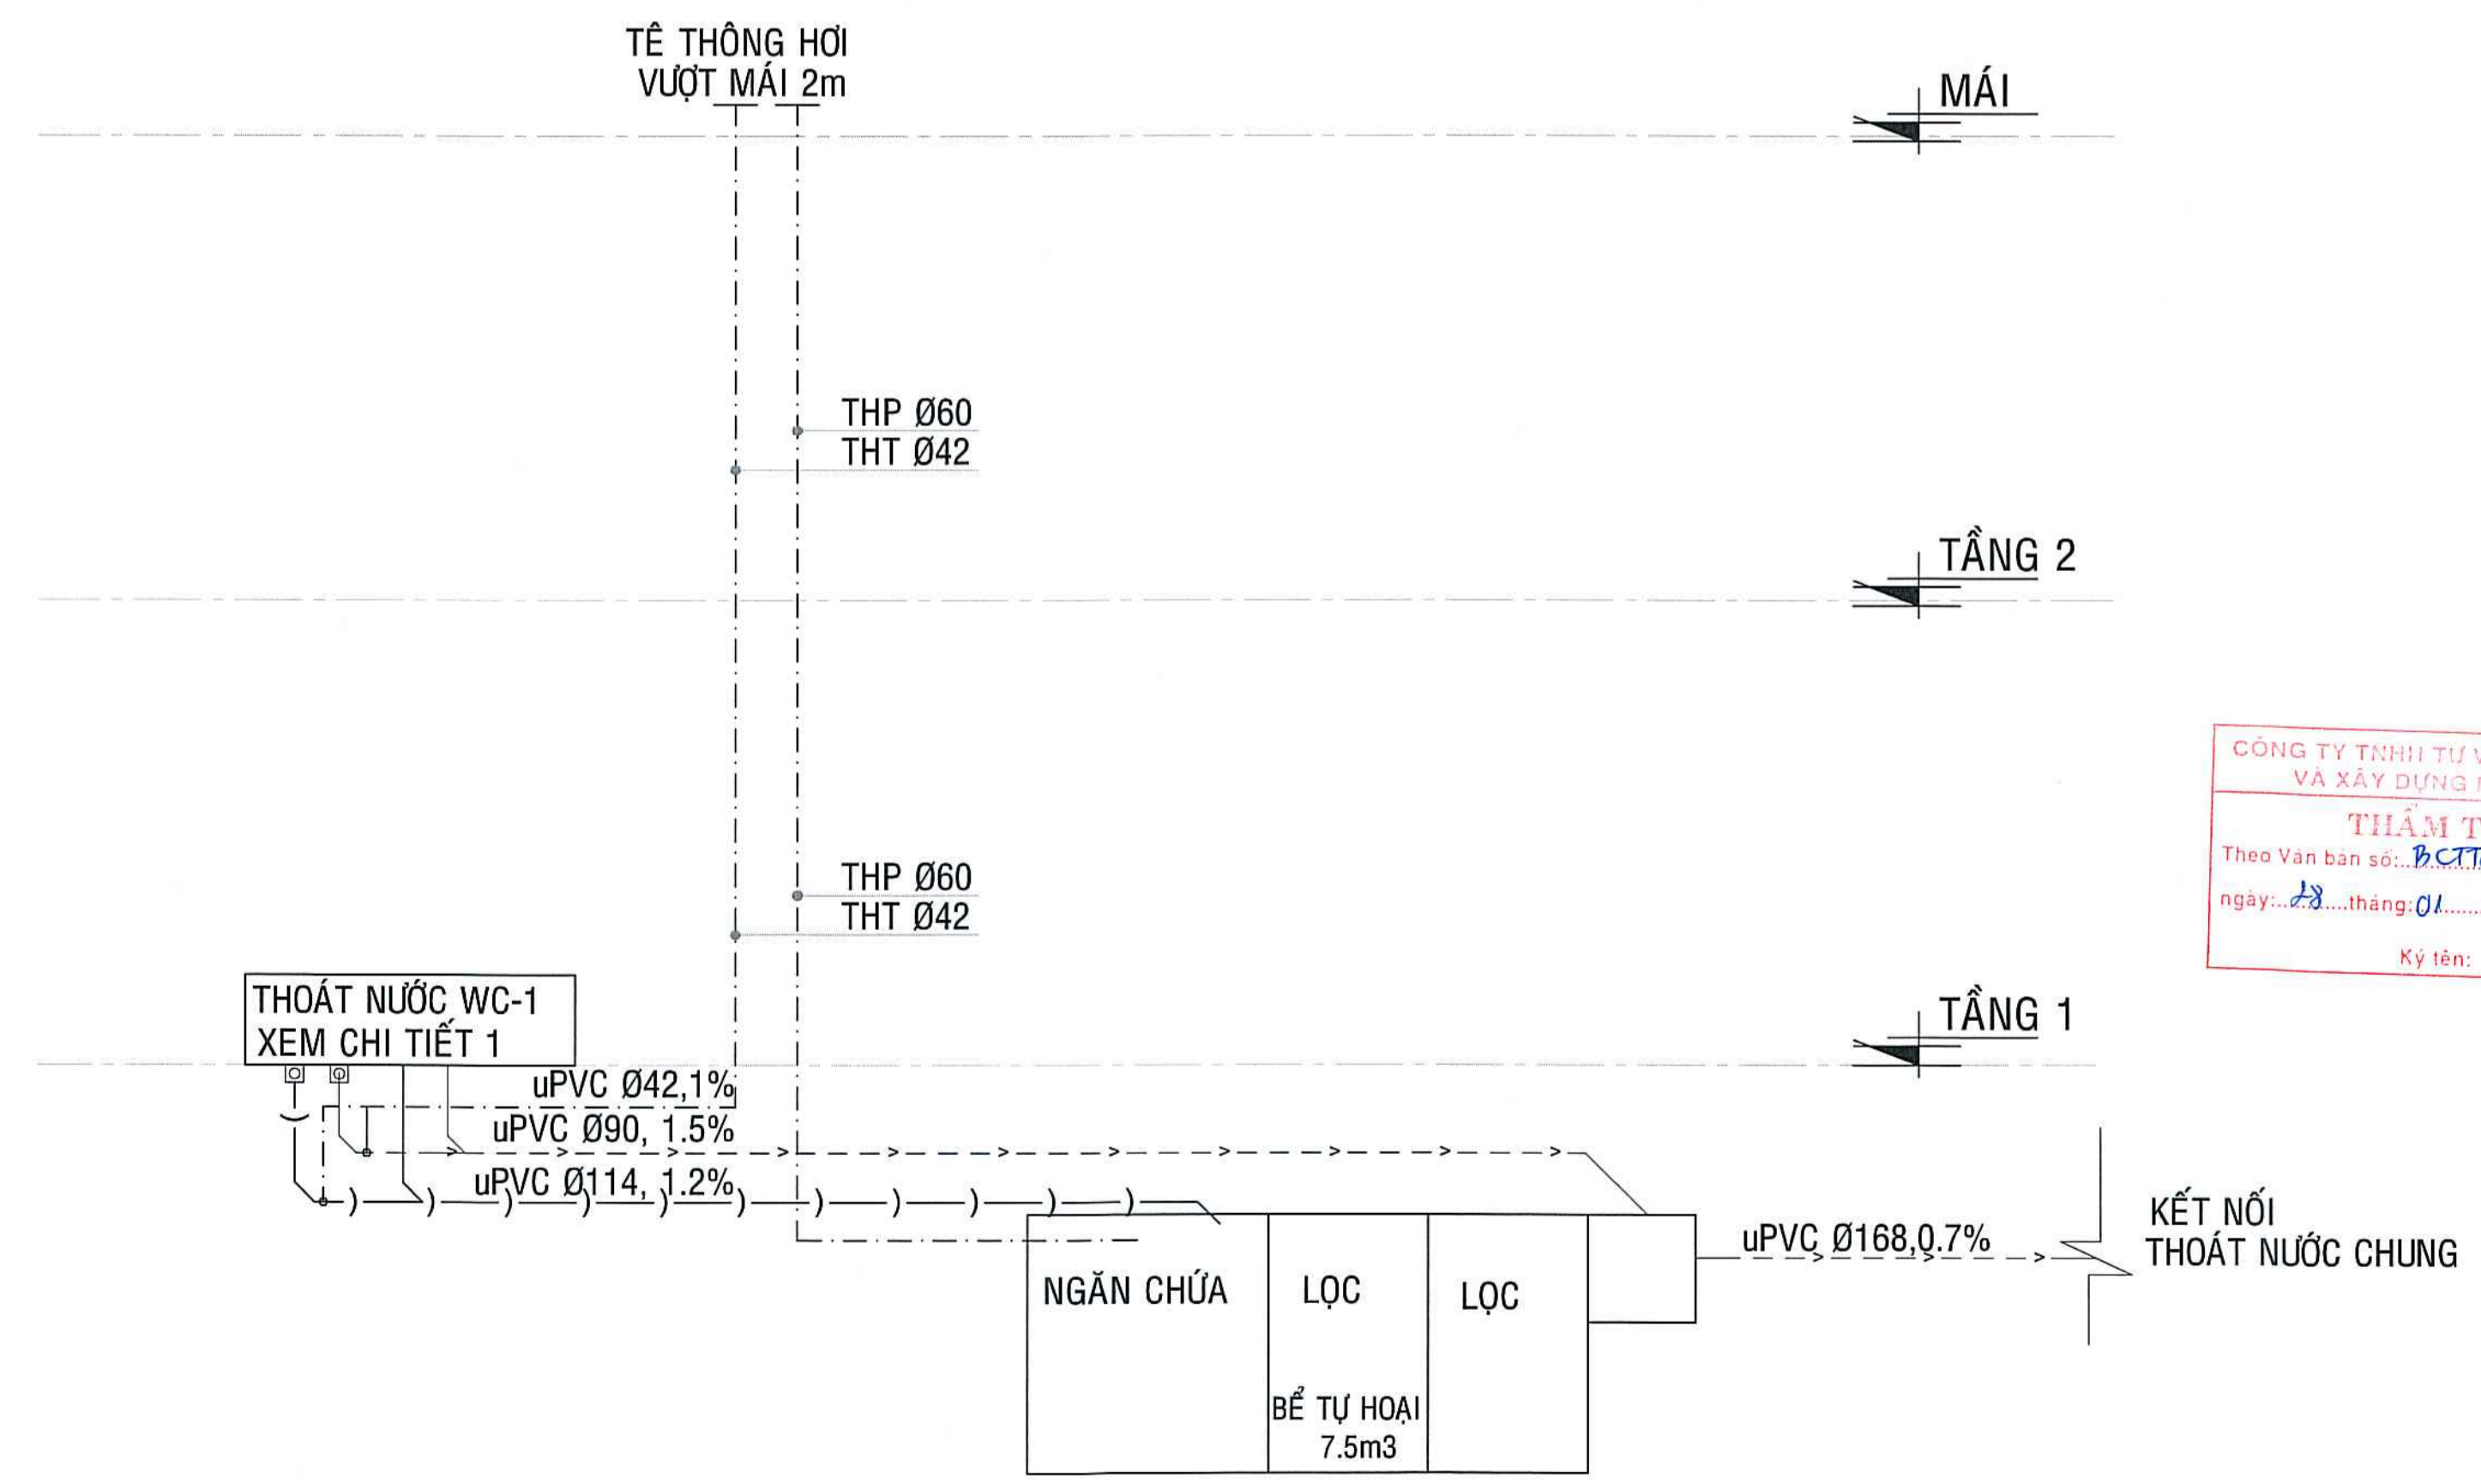 TÊ THÔNG HƠI
VƯỢT MÁI 2m
MÁI
THP Ø60
THT Ø42
TẦNG 2
CÔNG TY TNHH TƯ
VÀ XÂY DỰNG
THẨM
Theo Văn bản số:
THP Ø60
THT Ø42
ngày: 28 tháng: 01
Ký tên:
THOÁT NƯỚC WC-1
XEM CHI TIẾT 1
TẦNG 1
uPVC Ø42,1%
uPVC Ø90, 1.5%
uPVC Ø114, 1.2%
KẾT NỐI
THOÁT NƯỚC CHUNG
uPVC Ø168,0.7%
NGĂN CHỨA
LỌC
LỌC
BỂ TỰ HOẠI
7.5m3